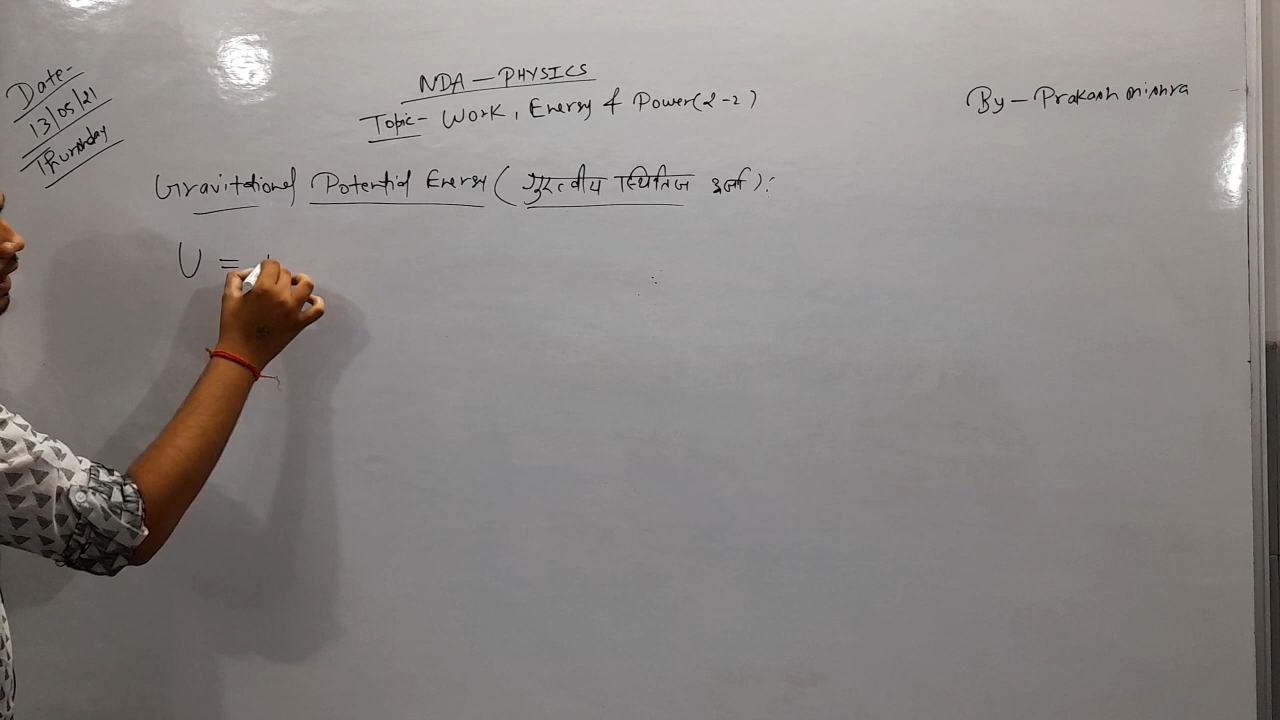 Date-
13/05/21
Thursday
NDA - PHYSICS
Topic- Work, Energy & Power(L-2)
By - Prakash mishra
Gravitational Potential Energy (गुरुत्वीय स्थितिज ऊर्जा):
U =